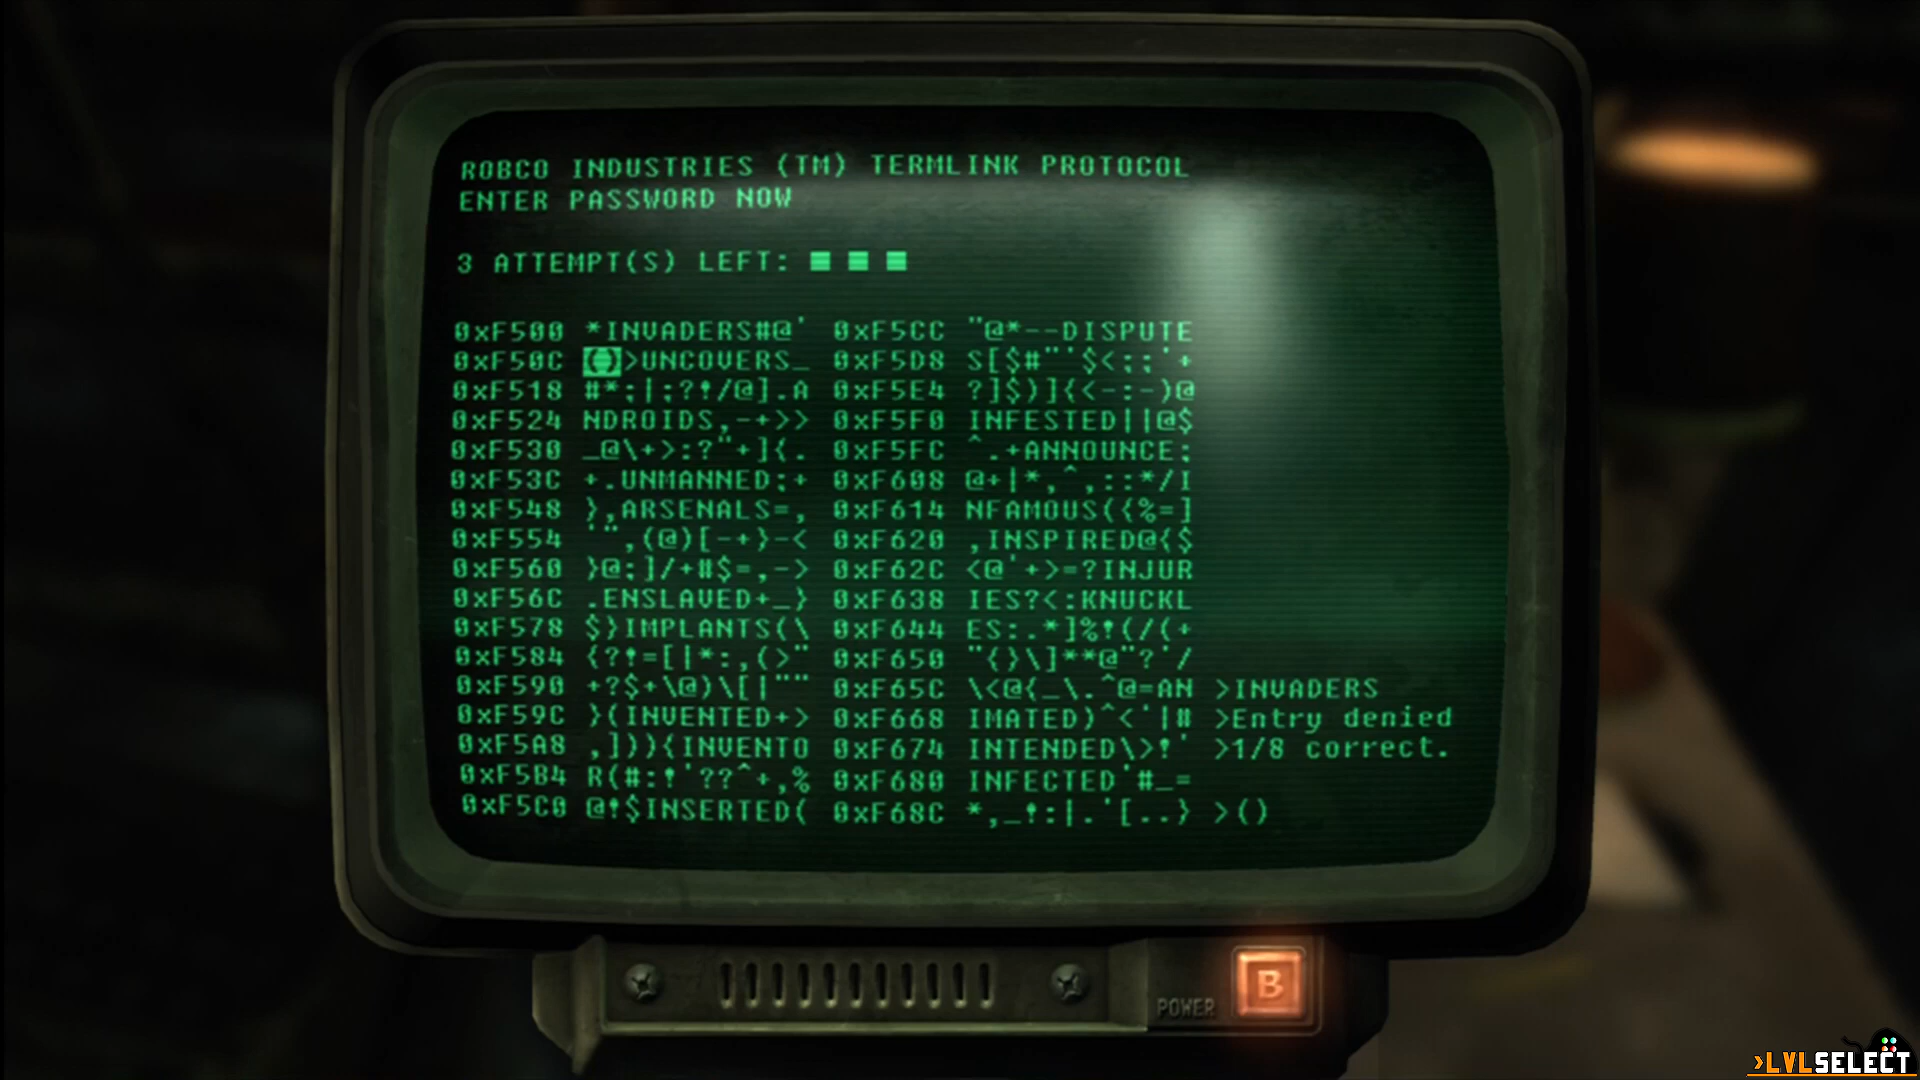 ROBCO INDUSTRIES (TM) TERMLINK PROTOCOL
ENTER PASSWORD NOW
3 ATTEMPT(S) LEFT: ■ ■ ■
0xF500 *INVADERS#@' 0xF5CC "@*--DISPUTE
0xF50C ()>UNCOVERS_ 0xF5D8 S[$#"'$<;;'+
0xF518 #*;|;?!/@].A 0xF5E4 ?]$)]{<-:-)@
0xF524 NDROIDS,-+>> 0xF5F0 INFESTED||@$
0xF530 _@\+>:?"+]{. 0xF5FC ^.+ANNOUNCE;
0xF53C +.UNMANNED;+ 0xF608 @+|*,^,::*/I
0xF548 },ARSENALS=, 0xF614 NFAMOUS({%=]
0xF554 '",(@)[-+}-< 0xF620 ,INSPIRED@{$
0xF560 }@;]/+#$=,-> 0xF62C <@'+>=?INJUR
0xF56C .ENSLAVED+_} 0xF638 IES?<:KNUCKL
0xF578 $}IMPLANTS(\ 0xF644 ES:.*]%!(/(+
0xF584 {?!=[|*:,(>" 0xF650 "{}\]**@"?'/
0xF590 +?$+\@)\[|"" 0xF65C \<@{_\.^@=AN >INVADERS
0xF59C }(INVENTED+> 0xF668 IMATED)^<'|# >Entry denied
0xF5A8 ,])){INVENTO 0xF674 INTENDED\>!' >1/8 correct.
0xF5B4 R(#:!'??^+,% 0xF680 INFECTED'#_=
0xF5C0 @!$INSERTED( 0xF68C *,_!:|.'[..} >()
POWER
B
>LVLSELECT